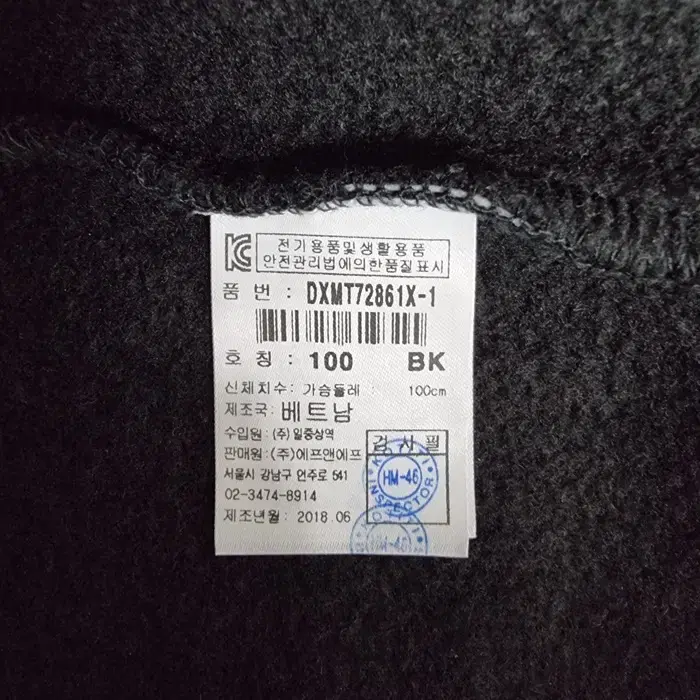 전기용품및생활용품
안전관리법에의한품질표시
품 번 : DXMT72861X-1
호 칭 : 100 BK
신체치수: 가슴둘레 : 100cm
제조국: 베트남
수입원 : (주)일중상역
판매원 : (주)에프앤에프
서울시 강남구 언주로 541
02-3474-8914
제조년월 : 2018.06
검 사 필
HM-46
INSPECTOR
HM-46